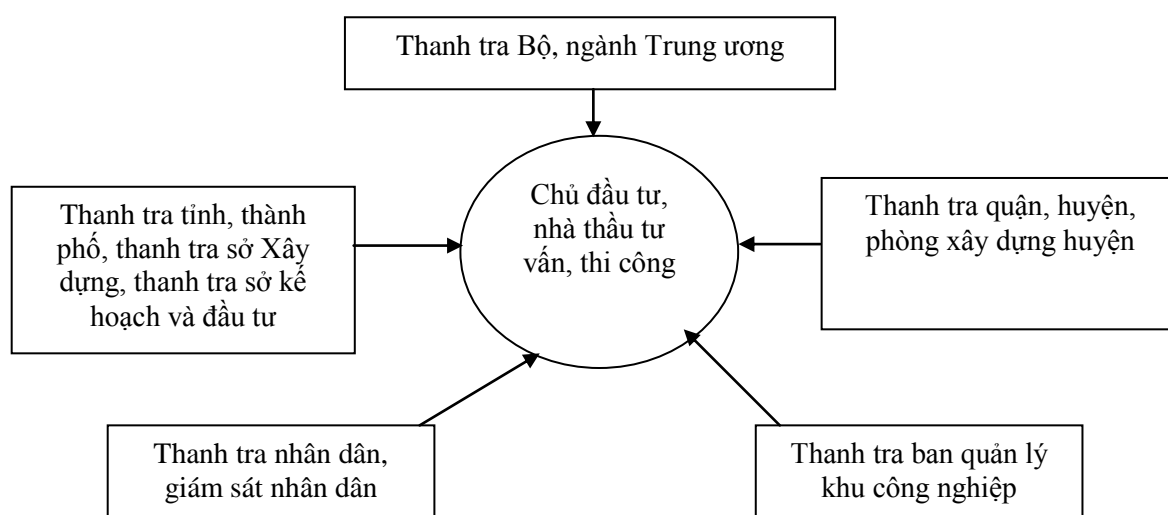 Thanh tra Bộ, ngành Trung ương
Chủ đầu tư,
nhà thầu tư
vấn, thi công
Thanh tra tỉnh, thành
phố, thanh tra sở Xây
dựng, thanh tra sở kế
hoạch và đầu tư
Thanh tra quận, huyện,
phòng xây dựng huyện
Thanh tra nhân dân,
giám sát nhân dân
Thanh tra ban quản lý
khu công nghiệp